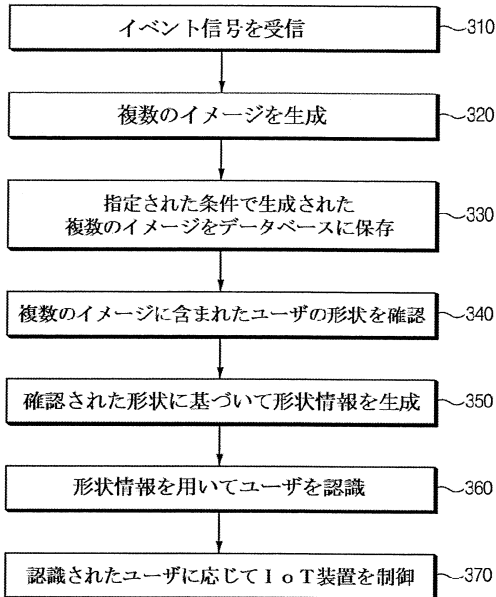 イベント信号を受信
310
複数のイメージを生成
320
指定された条件で生成された
複数のイメージをデータベースに保存
330
複数のイメージに含まれたユーザの形状を確認
340
確認された形状に基づいて形状情報を生成
350
形状情報を用いてユーザを認識
360
認識されたユーザに応じてIoT装置を制御
370